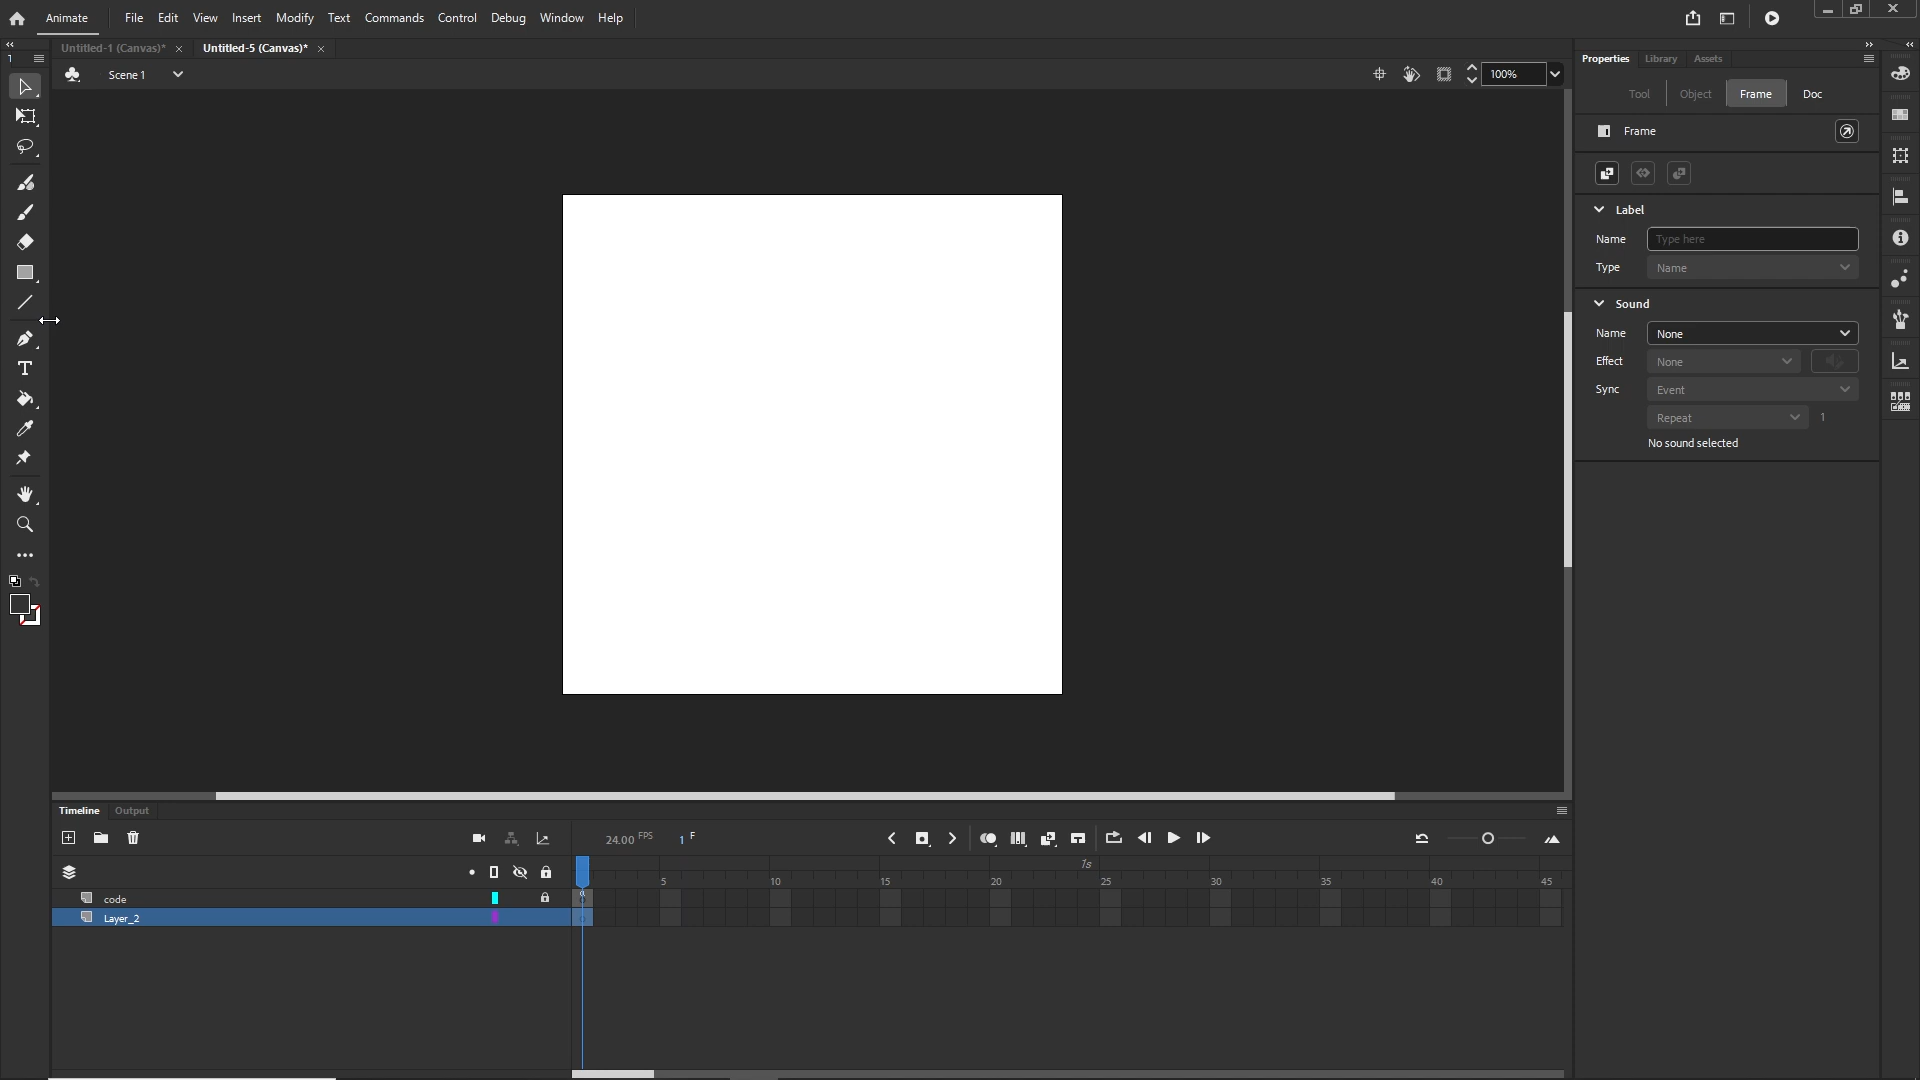 Animate File Edit View Insert Modify Text Commands Control Debug Window Help
Untitled-1 (Canvas)* × Untitled-5 (Canvas)* ×
Scene 1 100%
Properties Library Assets
Tool Object Frame Doc
Frame
Label
Name Type here
Type Name
Sound
Name None
Effect None
Sync Event
Repeat 1
No sound selected
Timeline Output
24.00 FPS 1 F
1s
5 10 15 20 25 30 35 40 45
code
Layer_2